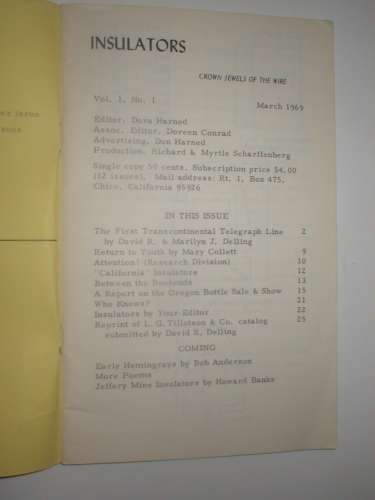 INSULATORS
CROWN JEWELS OF THE WIRE
Vol. 1, No. 1 March 1969
Editor, Dora Harned
Assoc. Editor, Doreen Conrad
Advertising, Don Harned
Production, Richard & Myrtle Scharffenberg
Single copy 50 cents. Subscription price $4.00
(12 issues). Mail address: Rt. 1, Box 475,
Chico, California 95926
IN THIS ISSUE
The First Transcontinental Telegraph Line 2
by David R. & Marilyn J. Delling
Return to Youth by Mary Collett 9
Attention! (Research Division) 10
"California" Insulators 12
Between the 13
A Report on the Oregon Bottle Sale & Show 15
Who Knows? 21
Insulators by Your Editor 22
Reprint of L. G. Tillotson & Co. catalog 25
submitted by David R. Delling
COMING
Early Hemingrays by Bob Anderson
More Poems
Jeffery Mine Insulators by Howard Banks